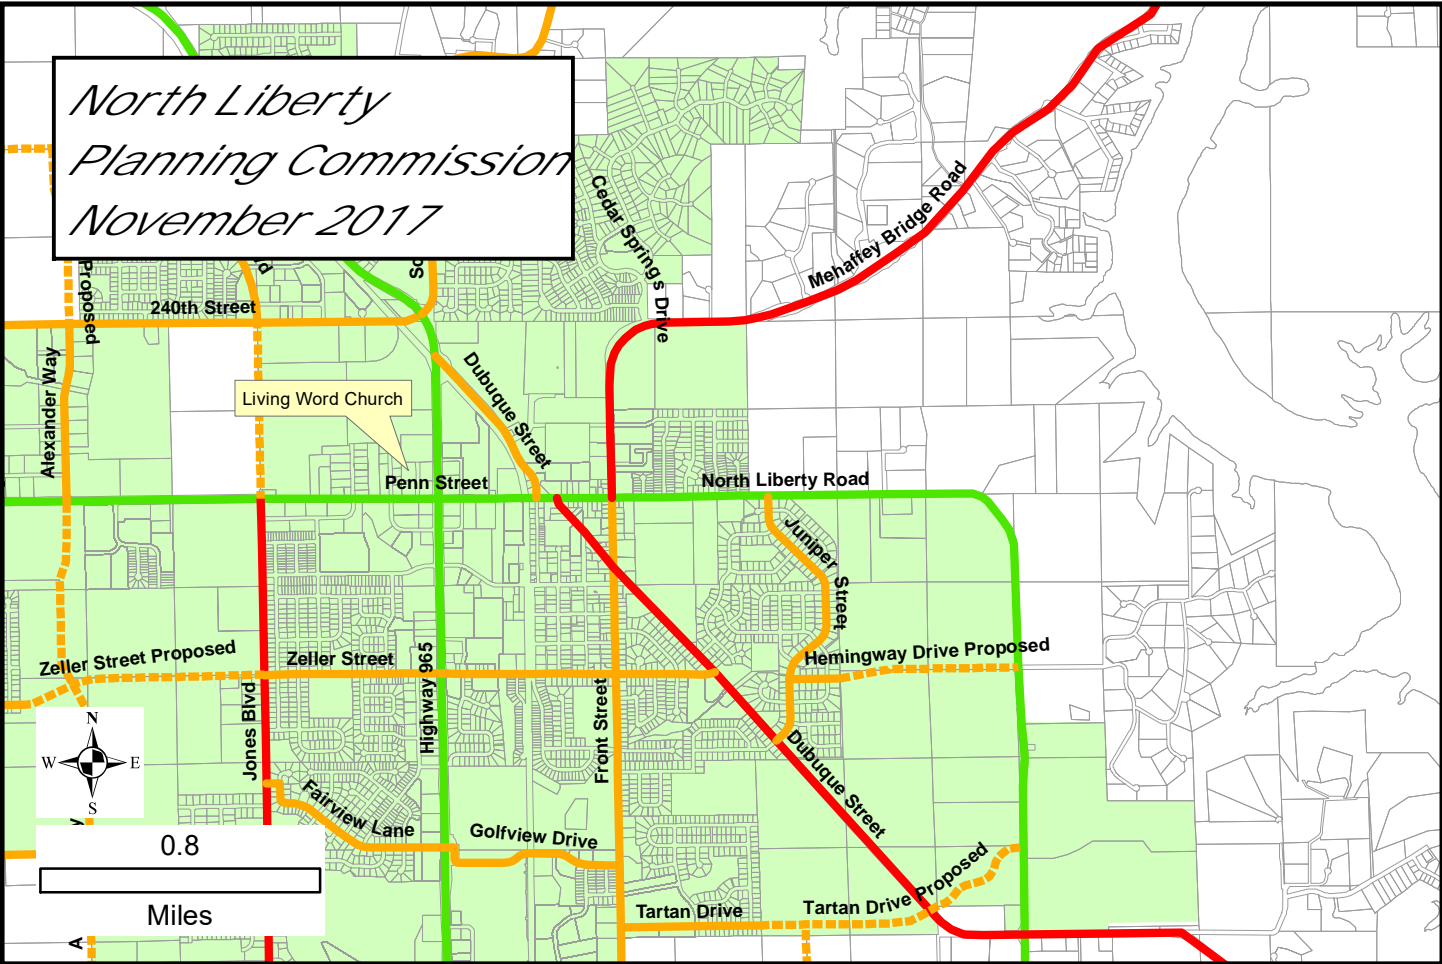 North Liberty
Planning Commission
November 2017
Cedar Springs Drive
Mehaffey Bridge Road
Proposed
240th Street
Alexander Way
Living Word Church
Dubuque Street
Penn Street
North Liberty Road
Juniper Street
Zeller Street Proposed
Zeller Street
Hemingway Drive Proposed
Highway 965
Jones Blvd
Front Street
Dubuque Street
N
W
E
S
Fairview Lane
Golfview Drive
0.8
Miles
Tartan Drive
Tartan Drive Proposed